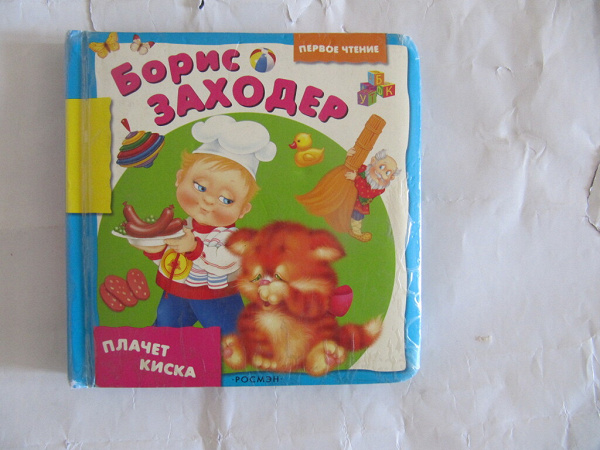 ПЕРВОЕ ЧТЕНИЕ
Борис
ЗАХОДЕР
Б
У К
ПЛАЧЕТ
КИСКА
·РОСМЭН·